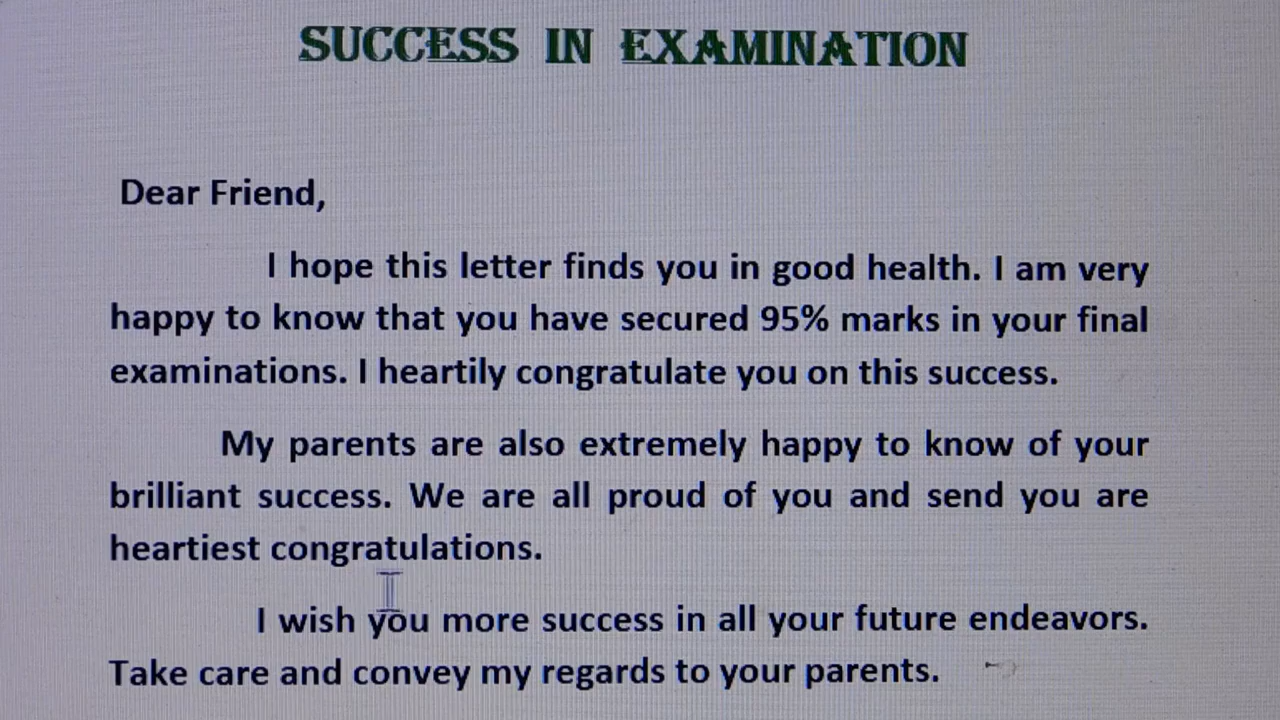 SUCCESS IN EXAMINATION
Dear Friend,
I hope this letter finds you in good health. I am very
happy to know that you have secured 95% marks in your final
examinations. I heartily congratulate you on this success.
My parents are also extremely happy to know of your
brilliant success. We are all proud of you and send you are
heartiest congratulations.
I wish you more success in all your future endeavors.
Take care and convey my regards to your parents.